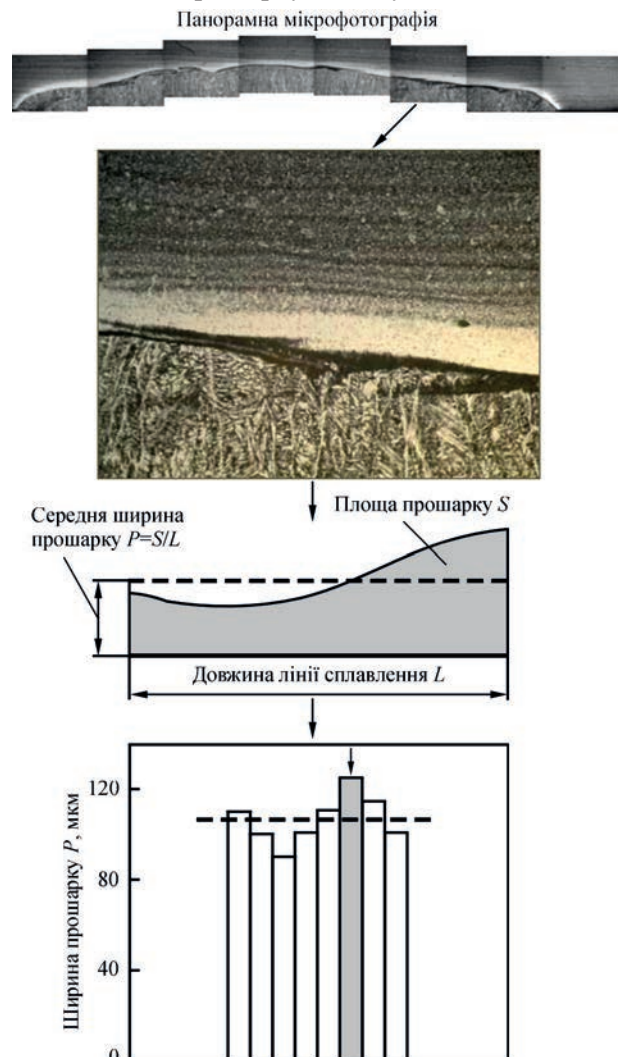 Панорамна мікрофотографія
Середня ширина
прошарку P=S/L
Площа прошарку S
Довжина лінії сплавлення L
Ширина прошарку P, мкм
120
80
40
0